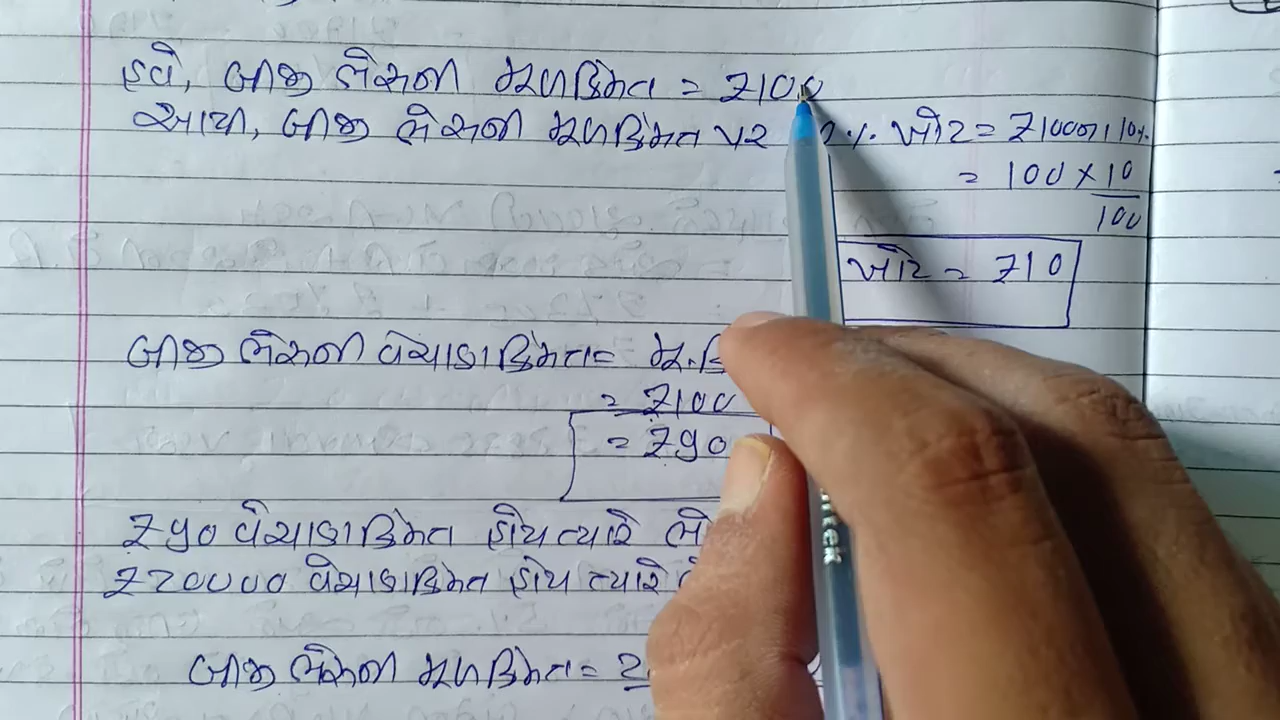 હવે, બીજી ભેંસની મૂળકિંમત = ₹100
આથી, બીજી ભેંસની મૂળકિંમત પર % ખોટ = ₹100ના 10%
= 100 × 10
100
ખોટ = ₹10
બીજી ભેંસની વેચાણકિંમત = મૂ.કિ
= ₹100
= ₹90
₹90 વેચાણકિંમત હોય ત્યારે
₹20000 વેચાણકિંમત હોય ત્યારે
બીજી ભેંસની મૂળકિંમત =